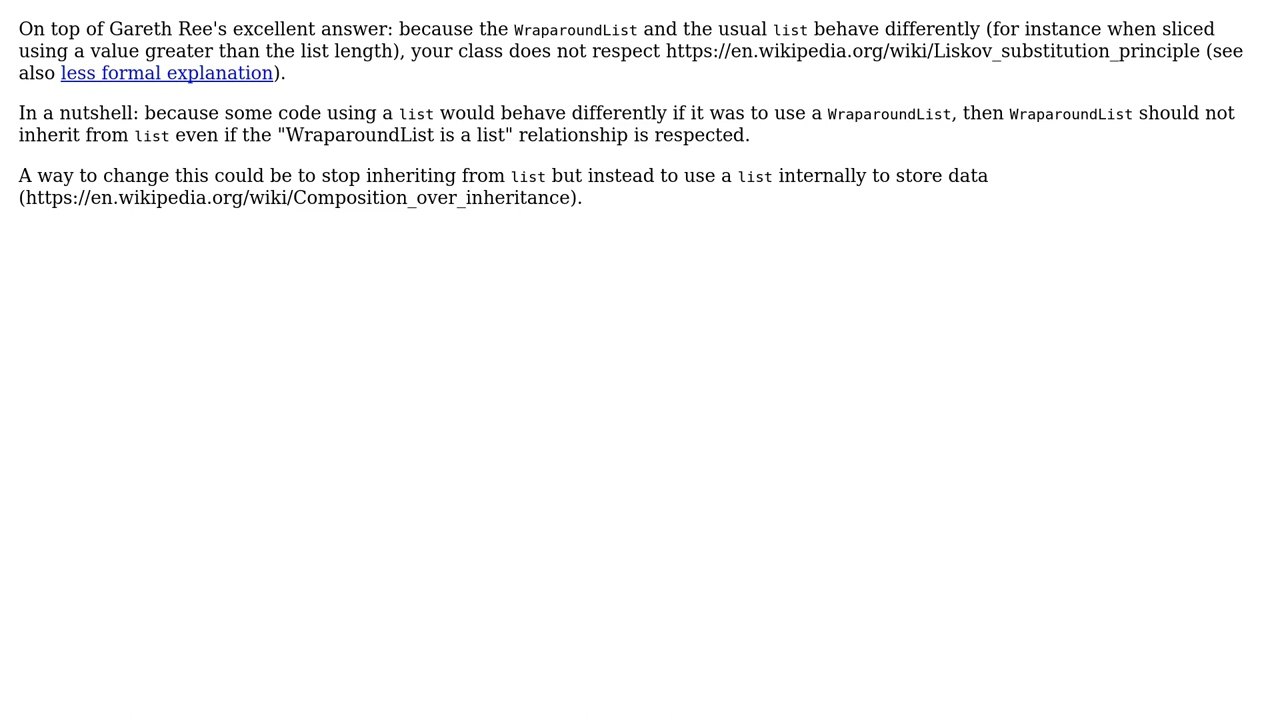 On top of Gareth Ree's excellent answer: because the WraparoundList and the usual list behave differently (for instance when sliced
using a value greater than the list length), your class does not respect https://en.wikipedia.org/wiki/Liskov_substitution_principle (see
also less formal explanation).
In a nutshell: because some code using a list would behave differently if it was to use a WraparoundList, then WraparoundList should not
inherit from list even if the "WraparoundList is a list" relationship is respected.
A way to change this could be to stop inheriting from list but instead to use a list internally to store data
(https://en.wikipedia.org/wiki/Composition_over_inheritance).